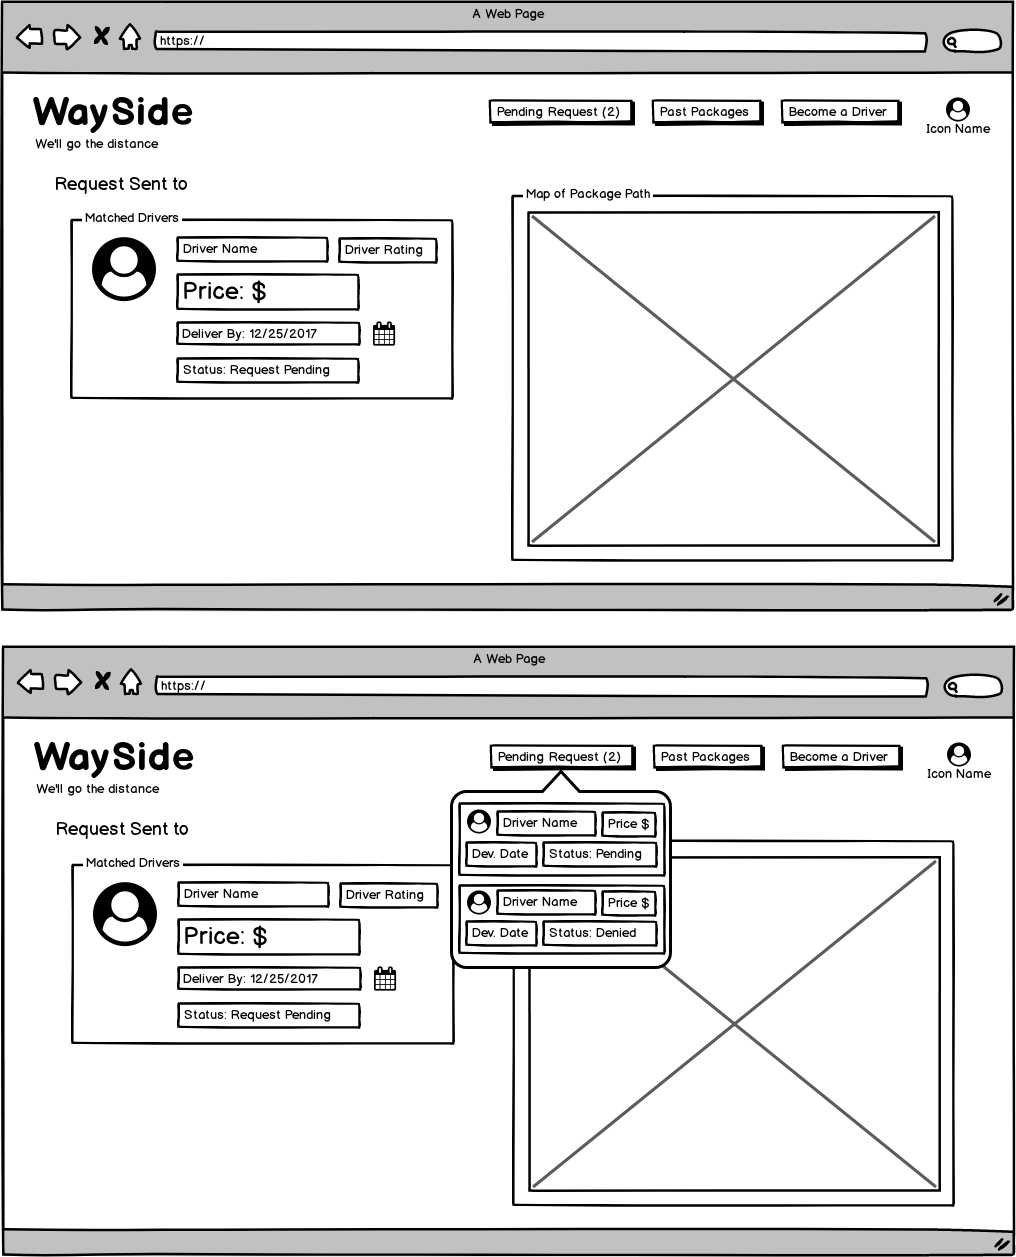 A Web Page
https://
WaySide
Pending Request (2)
Past Packages
Become a Driver
Icon Name
We'll go the distance
Request Sent to
Map of Package Path
Matched Drivers
Driver Name
Driver Rating
Price: $
Deliver By: 12/25/2017
Status: Request Pending
A Web Page
https://
WaySide
Pending Request (2)
Past Packages
Become a Driver
Icon Name
We'll go the distance
Request Sent to
Driver Name
Price $
Dev. Date
Status: Pending
Driver Name
Price $
Dev. Date
Status: Denied
Matched Drivers
Driver Name
Driver Rating
Price: $
Deliver By: 12/25/2017
Status: Request Pending